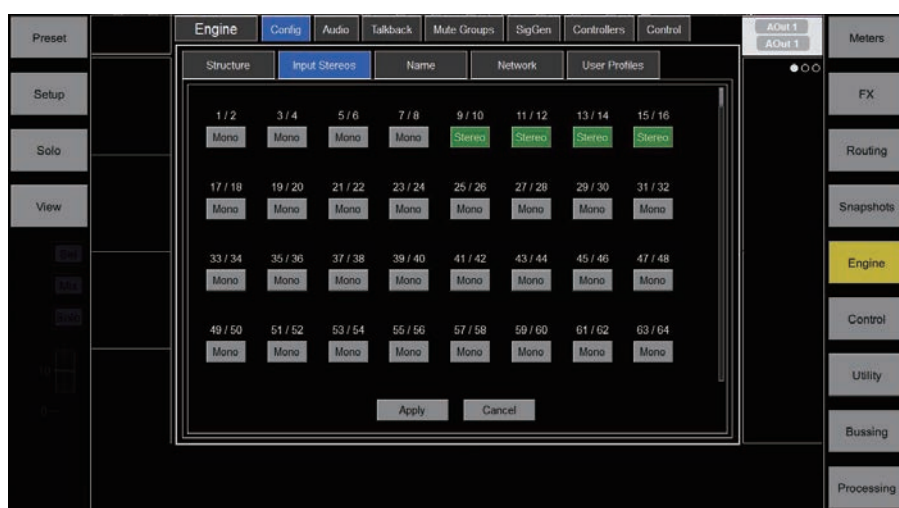 Engine Config Audio Talkback Mute Groups SigGen Controllers Control
AOut 1
AOut 1
Structure Input Stereos Name Network User Profiles
1 / 2 3 / 4 5 / 6 7 / 8 9 / 10 11 / 12 13 / 14 15 / 16
Mono Mono Mono Mono Stereo Stereo Stereo Stereo
17 / 18 19 / 20 21 / 22 23 / 24 25 / 26 27 / 28 29 / 30 31 / 32
Mono Mono Mono Mono Mono Mono Mono Mono
33 / 34 35 / 36 37 / 38 39 / 40 41 / 42 43 / 44 45 / 46 47 / 48
Mono Mono Mono Mono Mono Mono Mono Mono
49 / 50 51 / 52 53 / 54 55 / 56 57 / 58 59 / 60 61 / 62 63 / 64
Mono Mono Mono Mono Mono Mono Mono Mono
Apply Cancel
Preset
Setup
Solo
View
Meters
FX
Routing
Snapshots
Engine
Control
Utility
Bussing
Processing